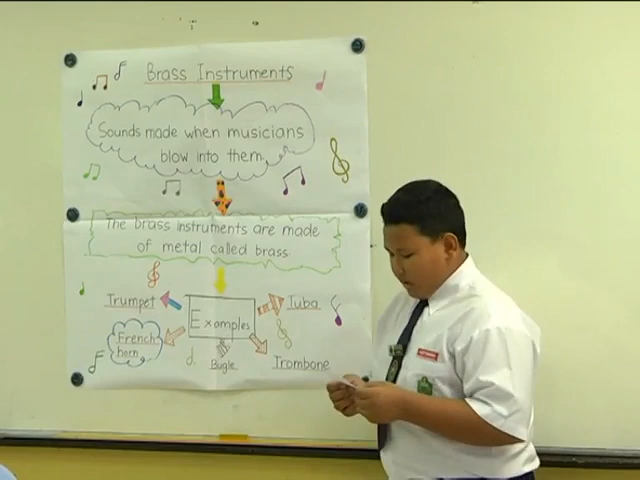 Brass Instruments
Sounds made when musicians
blow into them.
The brass instruments are made
of metal called brass.
Trumpet
Tuba
Examples
French
horn
Bugle
Trombone